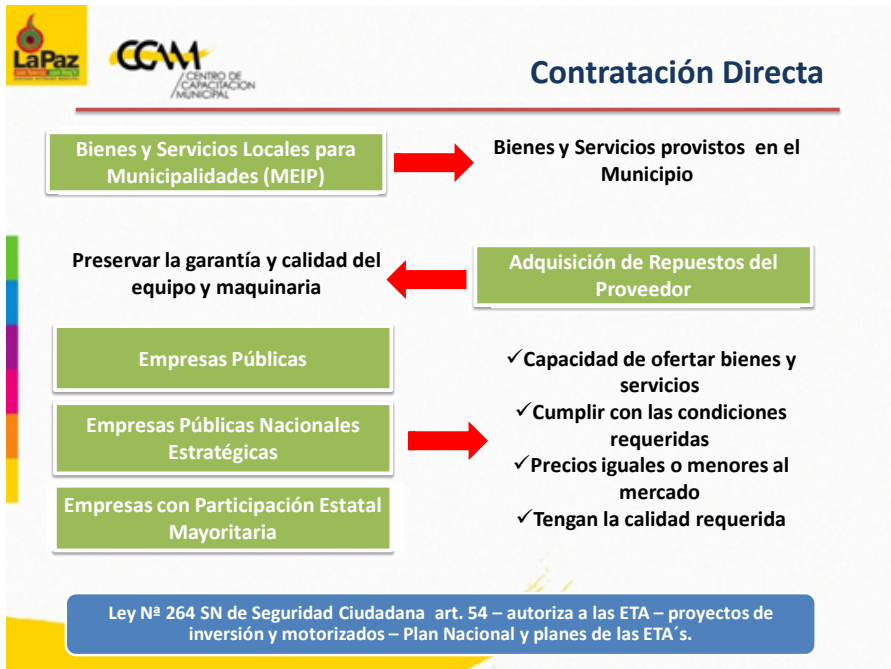 LaPaz
CCAM
CENTRO DE
CAPACITACION
MUNICIPAL
Contratación Directa
Bienes y Servicios Locales para
Municipalidades (MEIP)
Bienes y Servicios provistos en el
Municipio
Preservar la garantía y calidad del
equipo y maquinaria
Adquisición de Repuestos del
Proveedor
Empresas Públicas
Empresas Públicas Nacionales
Estratégicas
Empresas con Participación Estatal
Mayoritaria
✓Capacidad de ofertar bienes y
servicios
✓Cumplir con las condiciones
requeridas
✓Precios iguales o menores al
mercado
✓Tengan la calidad requerida
Ley Nª 264 SN de Seguridad Ciudadana art. 54 – autoriza a las ETA – proyectos de
inversión y motorizados – Plan Nacional y planes de las ETA´s.